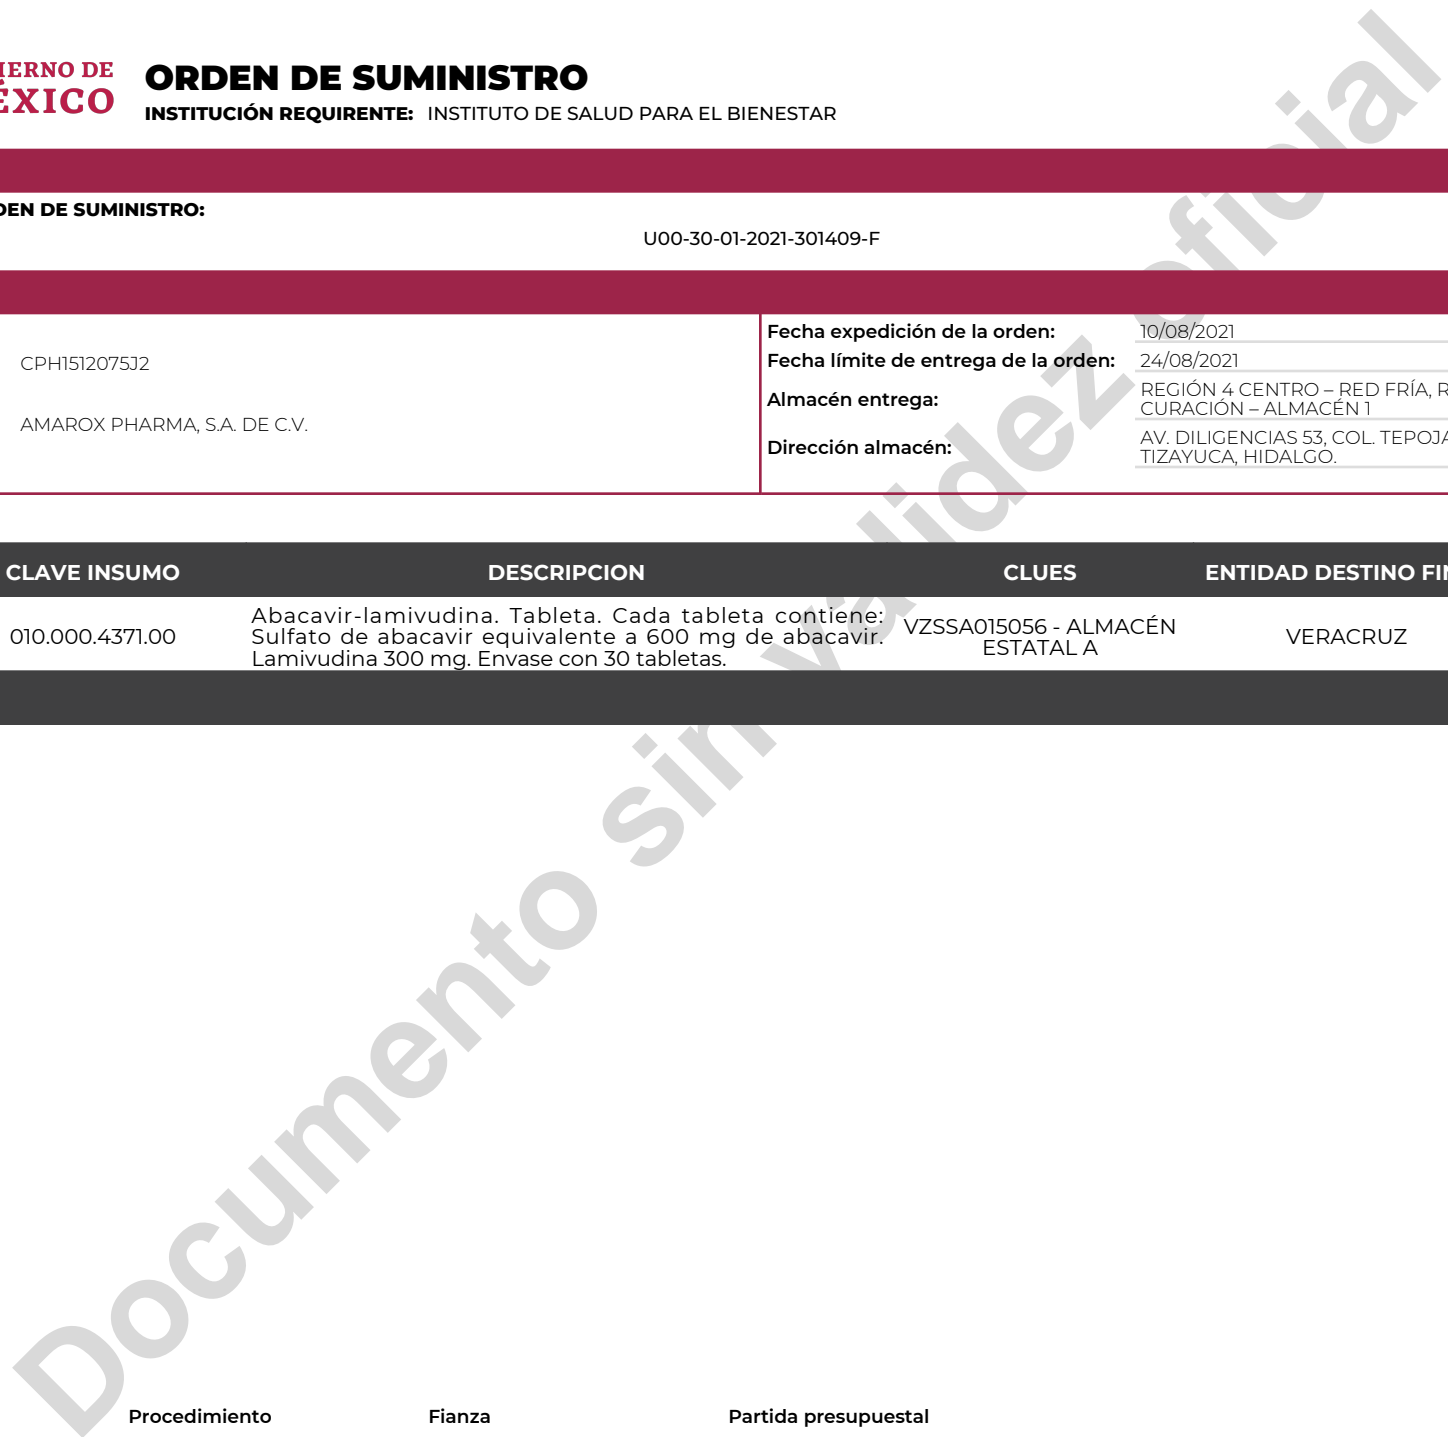 IERNO DE
ÉXICO
ORDEN DE SUMINISTRO
INSTITUCIÓN REQUIRENTE: INSTITUTO DE SALUD PARA EL BIENESTAR
DEN DE SUMINISTRO:
U00-30-01-2021-301409-F
CPH1512075J2
AMAROX PHARMA, S.A. DE C.V.
Fecha expedición de la orden: 10/08/2021
Fecha límite de entrega de la orden: 24/08/2021
Almacén entrega: REGIÓN 4 CENTRO – RED FRÍA, R
CURACIÓN – ALMACÉN 1
Dirección almacén: AV. DILIGENCIAS 53, COL. TEPOJA
TIZAYUCA, HIDALGO.
CLAVE INSUMO DESCRIPCION CLUES ENTIDAD DESTINO FIN
010.000.4371.00
Abacavir-lamivudina. Tableta. Cada tableta contiene:
Sulfato de abacavir equivalente a 600 mg de abacavir.
Lamivudina 300 mg. Envase con 30 tabletas.
VZSSA015056 - ALMACÉN
ESTATAL A
VERACRUZ
Documento sin validez oficial
Procedimiento Fianza Partida presupuestal